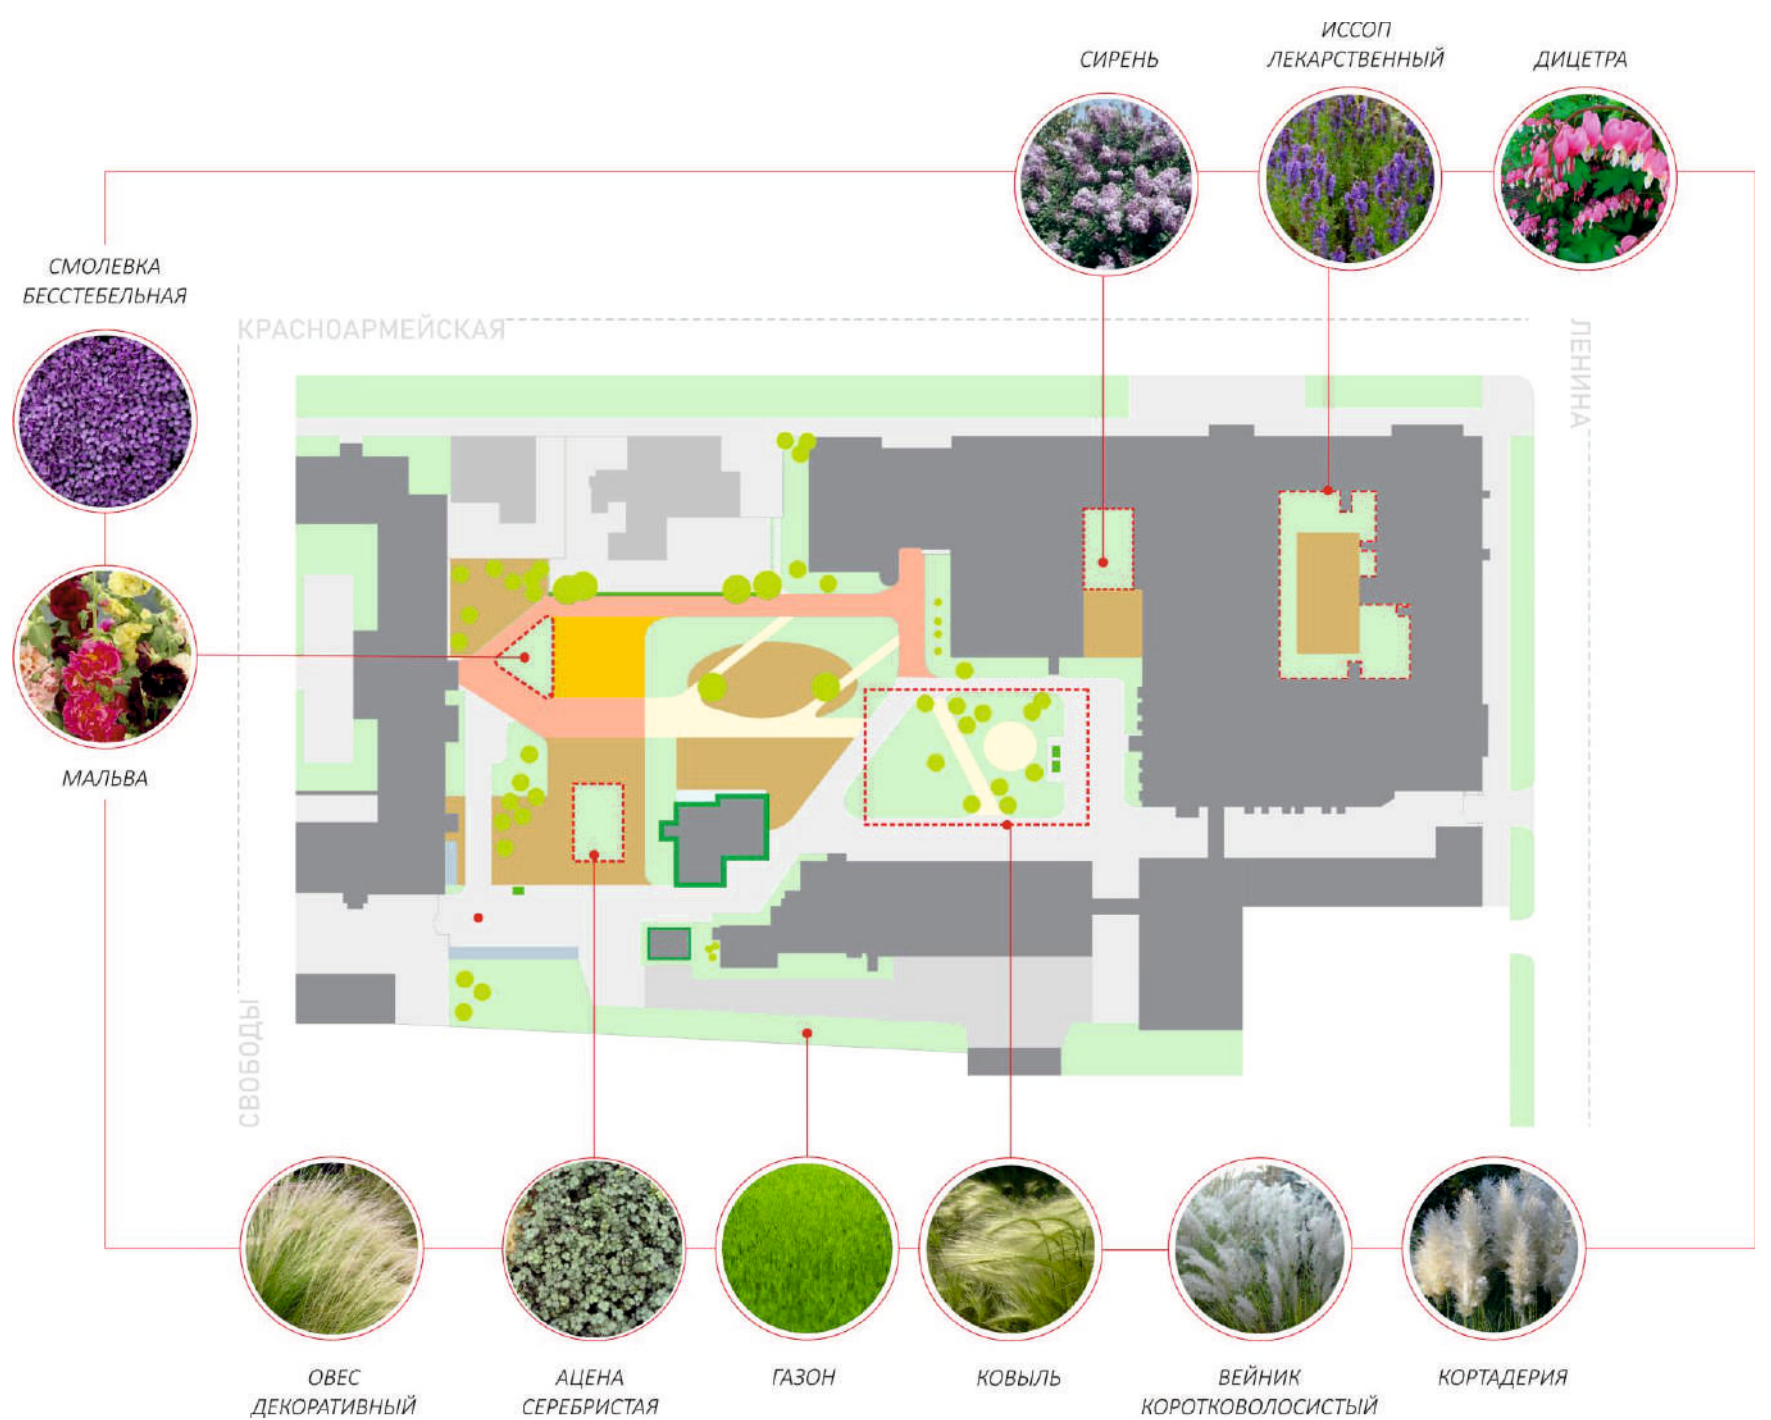 СИРЕНЬ
ИССОП
ЛЕКАРСТВЕННЫЙ
ДИЦЕТРА
СМОЛЕВКА
БЕССТЕБЕЛЬНАЯ
КРАСНОАРМЕЙСКАЯ
ЛЕНИНА
МАЛЬВА
СВОБОДЫ
ОВЕС
ДЕКОРАТИВНЫЙ
АЦЕНА
СЕРЕБРИСТАЯ
ГАЗОН
КОВЫЛЬ
ВЕЙНИК
КОРОТКОВОЛОСИСТЫЙ
КОРТАДЕРИЯ